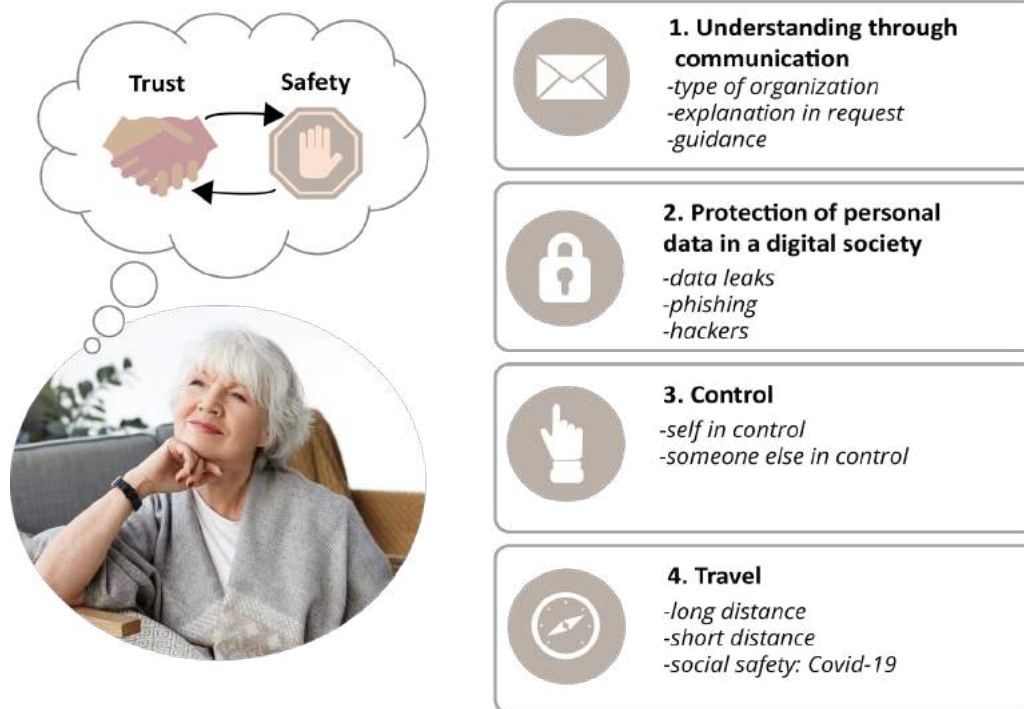 Trust
Safety
1. Understanding through
communication
-type of organization
-explanation in request
-guidance
2. Protection of personal
data in a digital society
-data leaks
-phishing
-hackers
3. Control
-self in control
-someone else in control
4. Travel
-long distance
-short distance
-social safety: Covid-19